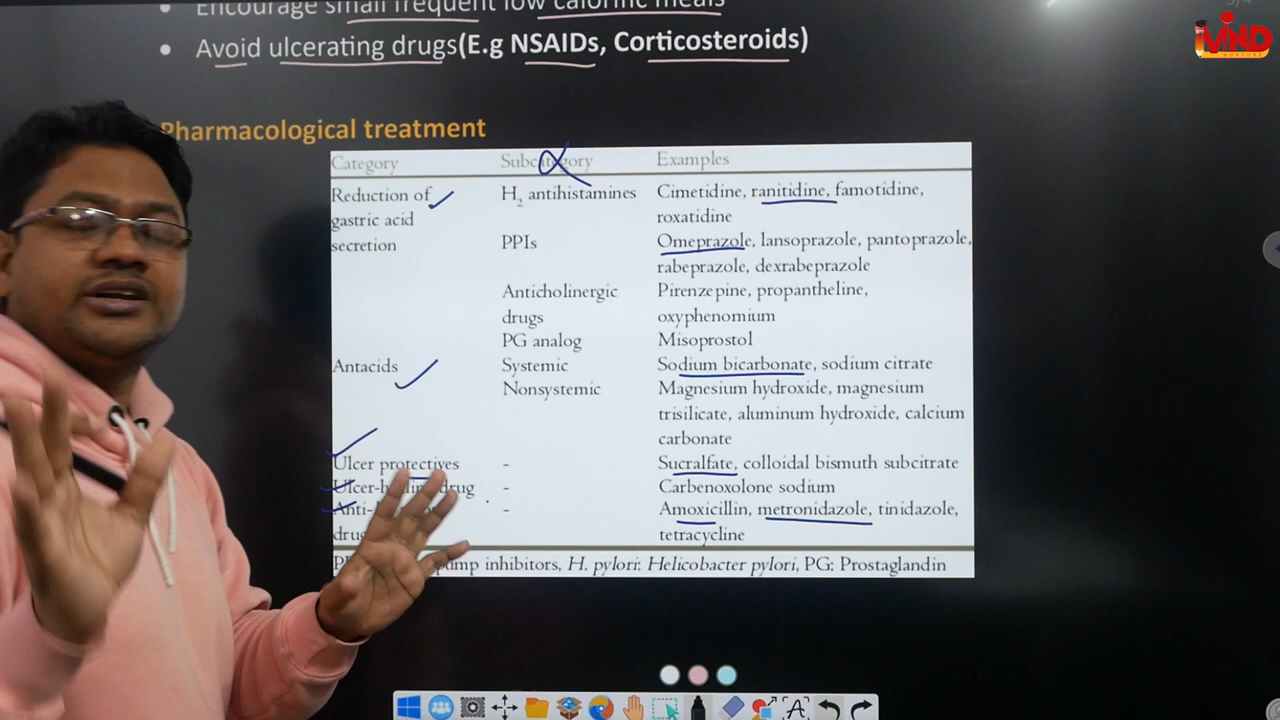 Encourage small frequent low calorific meals
Avoid ulcerating drugs(E.g NSAIDs, Corticosteroids)
Pharmacological treatment
Category Subcategory Examples
Reduction of gastric acid secretion H2 antihistamines Cimetidine, ranitidine, famotidine, roxatidine
PPIs Omeprazole, lansoprazole, pantoprazole, rabeprazole, dexrabeprazole
Anticholinergic drugs Pirenzepine, propantheline, oxyphenomium
PG analog Misoprostol
Antacids Systemic Sodium bicarbonate, sodium citrate
Nonsystemic Magnesium hydroxide, magnesium trisilicate, aluminum hydroxide, calcium carbonate
Ulcer protectives - Sucralfate, colloidal bismuth subcitrate
drug - Carbenoxolone sodium
Anti- - Amoxicillin, metronidazole, tinidazole, tetracycline
inhibitors, H. pylori: Helicobacter pylori, PG: Prostaglandin